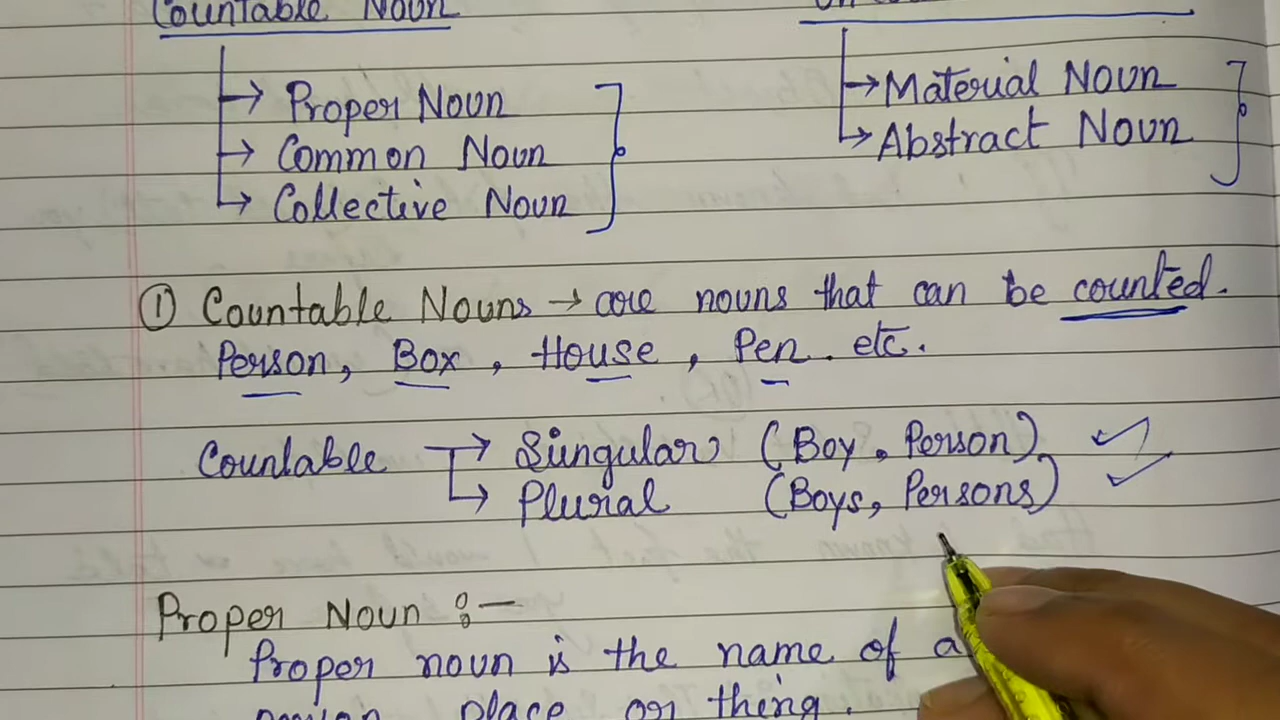 Countable Noun
Proper Noun
Common Noun
Collective Noun
Material Noun
Abstract Noun
① Countable Nouns → are nouns that can be counted.
Person, Box, House, Pen. etc.
Countable → Singular (Boy, Person)
→ Plural (Boys, Persons)
Proper Noun :—
Proper noun is the name of a
place or thing.